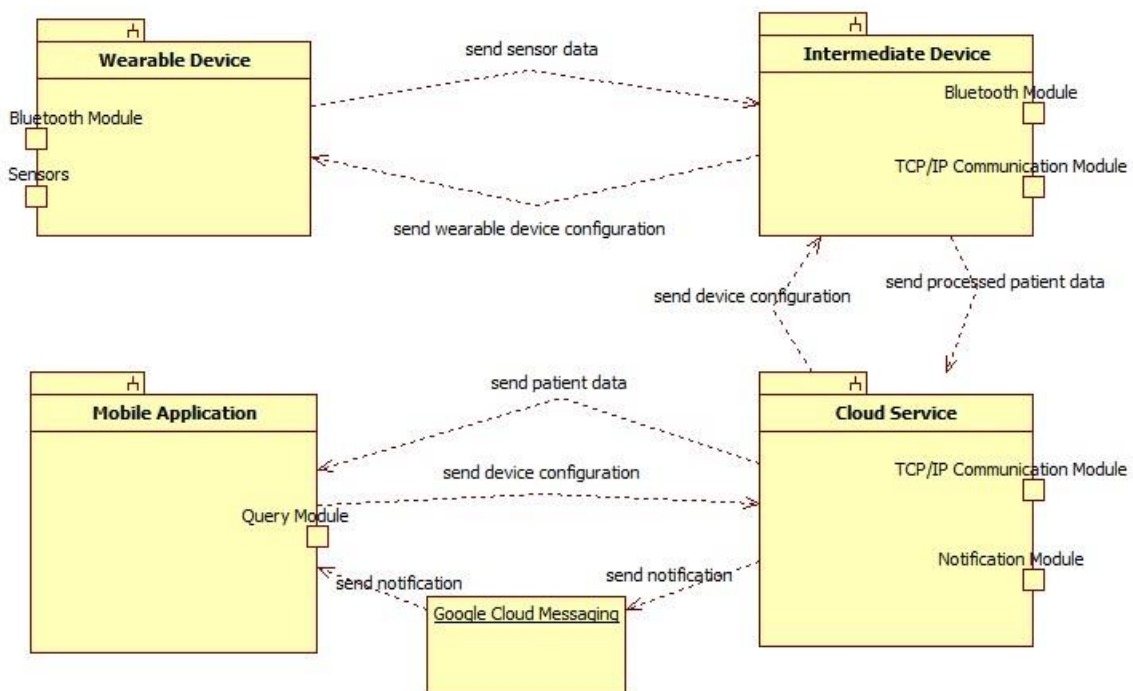 Wearable Device
send sensor data
Intermediate Device
Bluetooth Module
Sensors
Bluetooth Module
TCP/IP Communication Module
send wearable device configuration
send device configuration
send processed patient data
Mobile Application
send patient data
Cloud Service
send device configuration
TCP/IP Communication Module
Query Module
Notification Module
send notification
send notification
Google Cloud Messaging